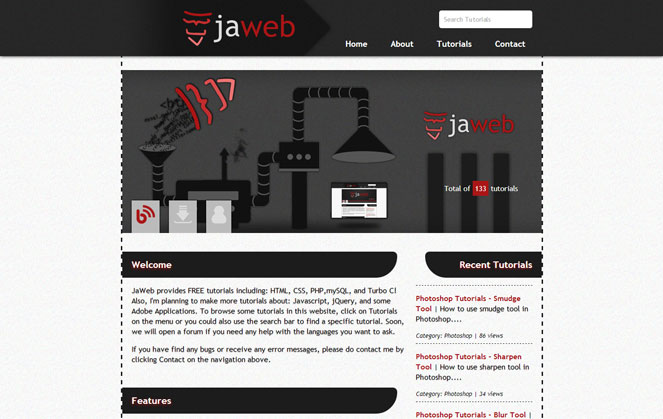 jaweb
Search Tutorials
Home About Tutorials Contact
jaweb
Total of 133 tutorials
Welcome
JaWeb provides FREE tutorials including: HTML, CSS, PHP,mySQL, and Turbo C!
Also, I'm planning to make more tutorials about: Javascript, jQuery, and some
Adobe Applications. To browse some tutorials in this website, click on Tutorials
on the menu or you could also use the search bar to find a specific tutorial. Soon,
we will open a forum if you need any help with the languages you want to ask.
If you have find any bugs or receive any error messages, please do contact me by
clicking Contact on the navigation above.
Features
Recent Tutorials
Photoshop Tutorials - Smudge
Tool | How to use smudge tool in
Photoshop....
Category: Photoshop | 86 views
Photoshop Tutorials - Sharpen
Tool | How to use sharpen tool in
Photoshop....
Category: Photoshop | 34 views
Photoshop Tutorials - Blur Tool |